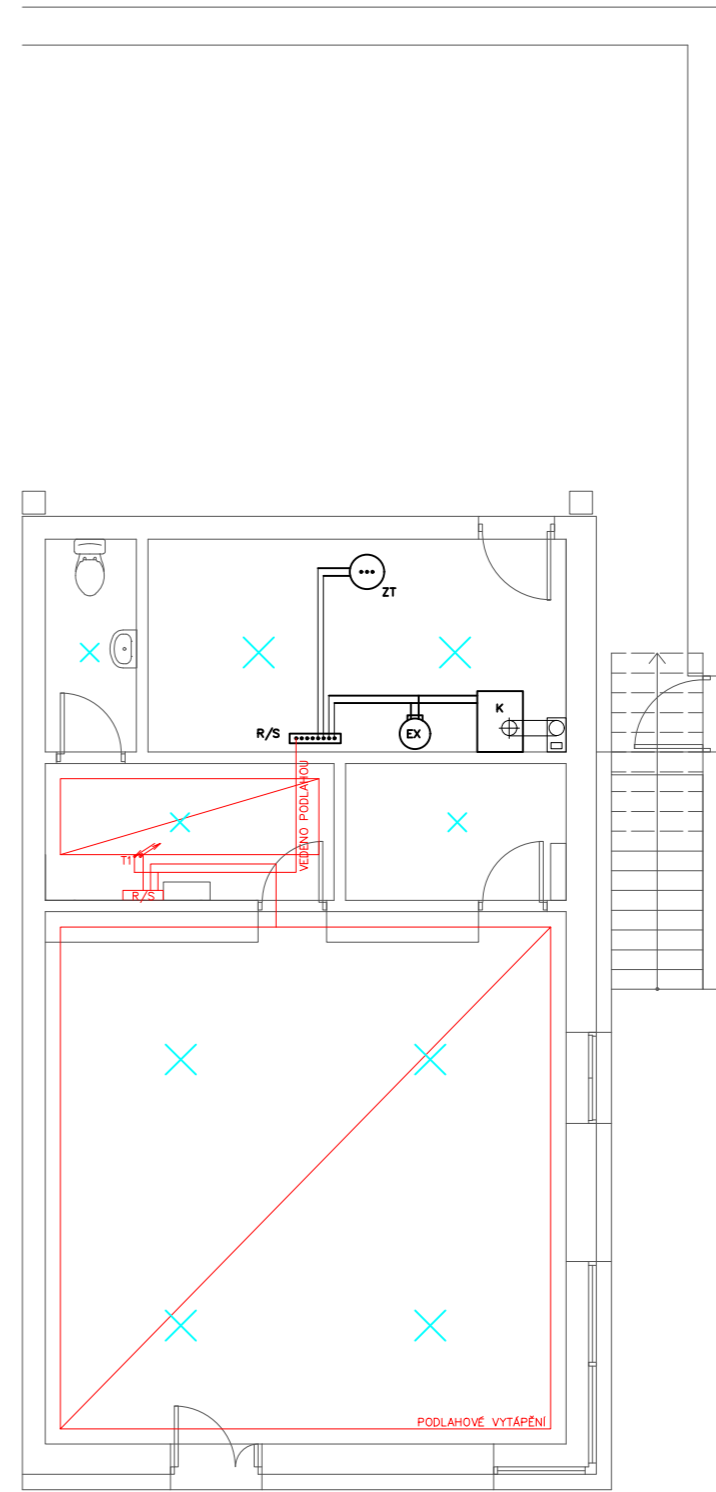 ZT
K
R/S
EX
VEDENO PODLAHOU
T1
R/S
PODLAHOVÉ VYTÁPĚNÍ